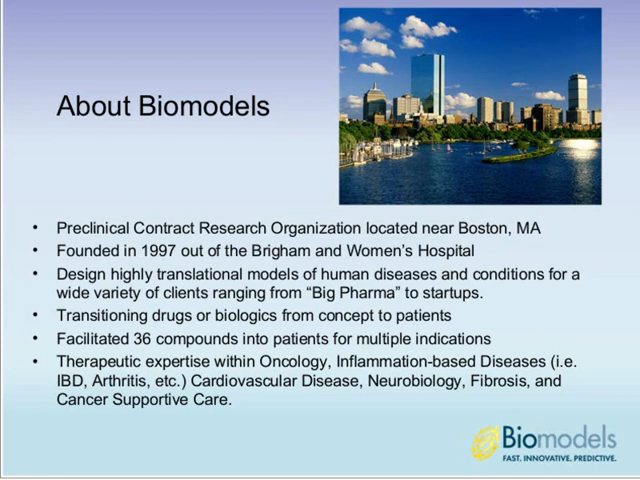 About Biomodels
• Preclinical Contract Research Organization located near Boston, MA
• Founded in 1997 out of the Brigham and Women's Hospital
• Design highly translational models of human diseases and conditions for a
wide variety of clients ranging from “Big Pharma” to startups.
• Transitioning drugs or biologics from concept to patients
• Facilitated 36 compounds into patients for multiple indications
• Therapeutic expertise within Oncology, Inflammation-based Diseases (i.e.
IBD, Arthritis, etc.) Cardiovascular Disease, Neurobiology, Fibrosis, and
Cancer Supportive Care.
Biomodels
FAST. INNOVATIVE. PREDICTIVE.